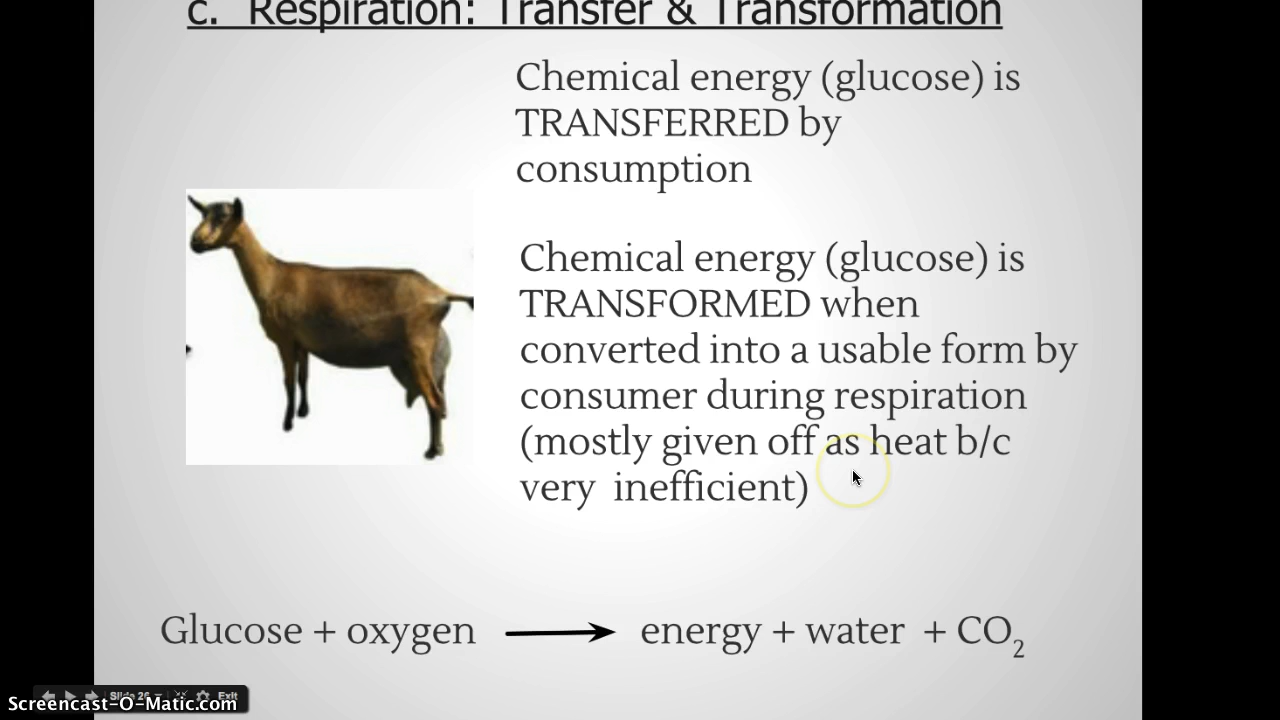 c. Respiration: Transfer & Transformation
Chemical energy (glucose) is
TRANSFERRED by
consumption
Chemical energy (glucose) is
TRANSFORMED when
converted into a usable form by
consumer during respiration
(mostly given off as heat b/c
very inefficient)
Glucose + oxygen → energy + water + CO₂
Slide 26 Exit
Screencast-O-Matic.com